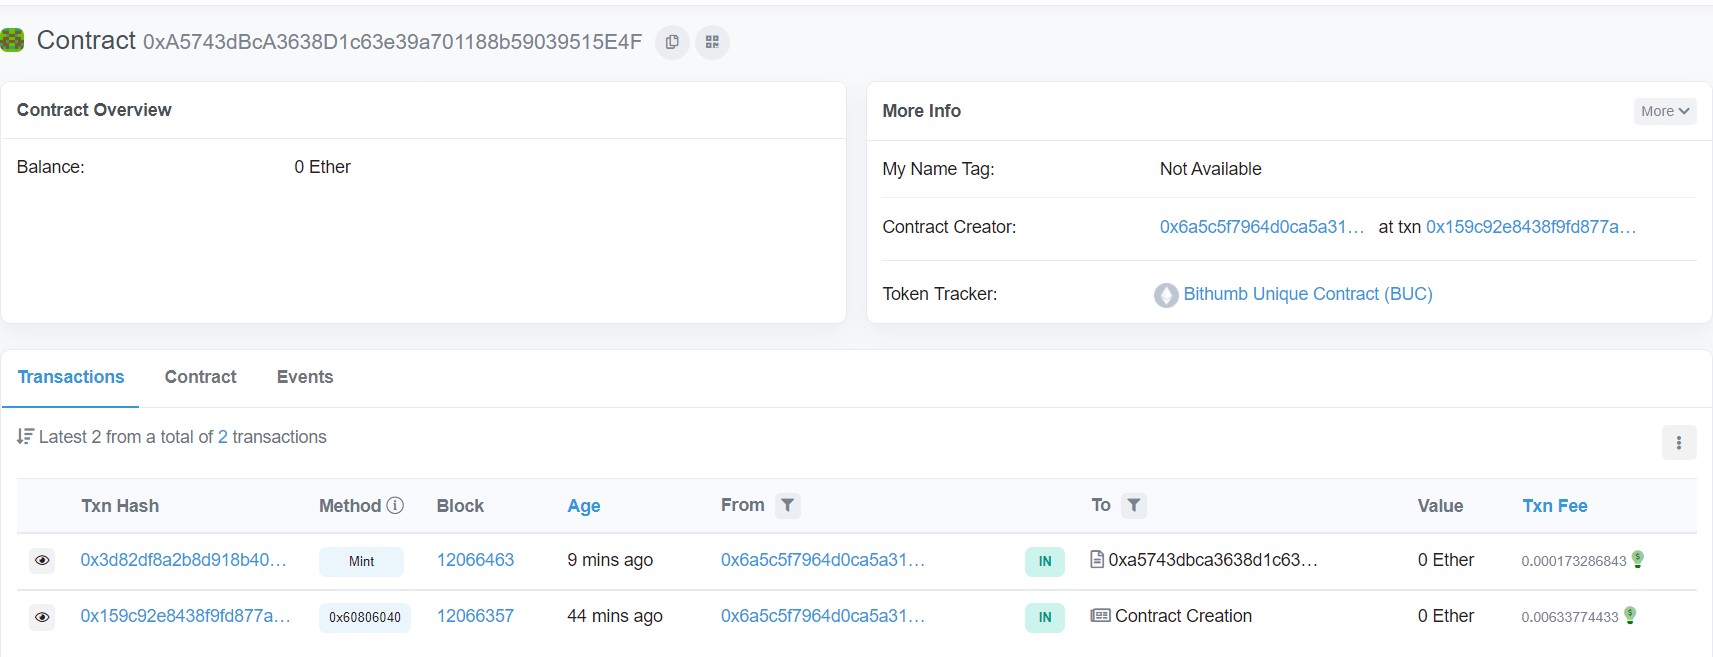 Contract 0xA5743dBcA3638D1c63e39a701188b59039515E4F
Contract Overview
Balance: 0 Ether
More Info More
My Name Tag: Not Available
Contract Creator: 0x6a5c5f7964d0ca5a31... at txn 0x159c92e8438f9fd877a...
Token Tracker: Bithumb Unique Contract (BUC)
Transactions Contract Events
Latest 2 from a total of 2 transactions
Txn Hash Method Block Age From To Value Txn Fee
0x3d82df8a2b8d918b40... Mint 12066463 9 mins ago 0x6a5c5f7964d0ca5a31... IN 0xa5743dbca3638d1c63... 0 Ether 0.000173286843
0x159c92e8438f9fd877a... 0x60806040 12066357 44 mins ago 0x6a5c5f7964d0ca5a31... IN Contract Creation 0 Ether 0.00633774433